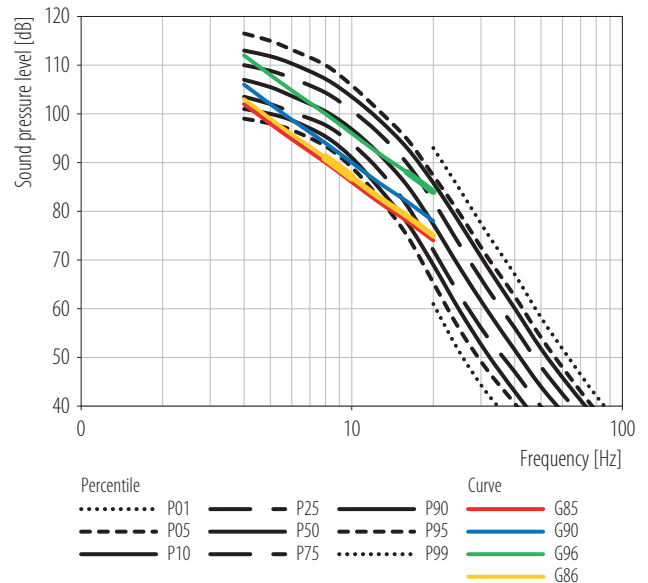 Sound pressure level [dB]
120
110
100
90
80
70
60
50
40
0 10 100
Frequency [Hz]
Percentile Curve
P01 P25 P90 G85
P05 P50 P95 G90
P10 P75 P99 G96
G86